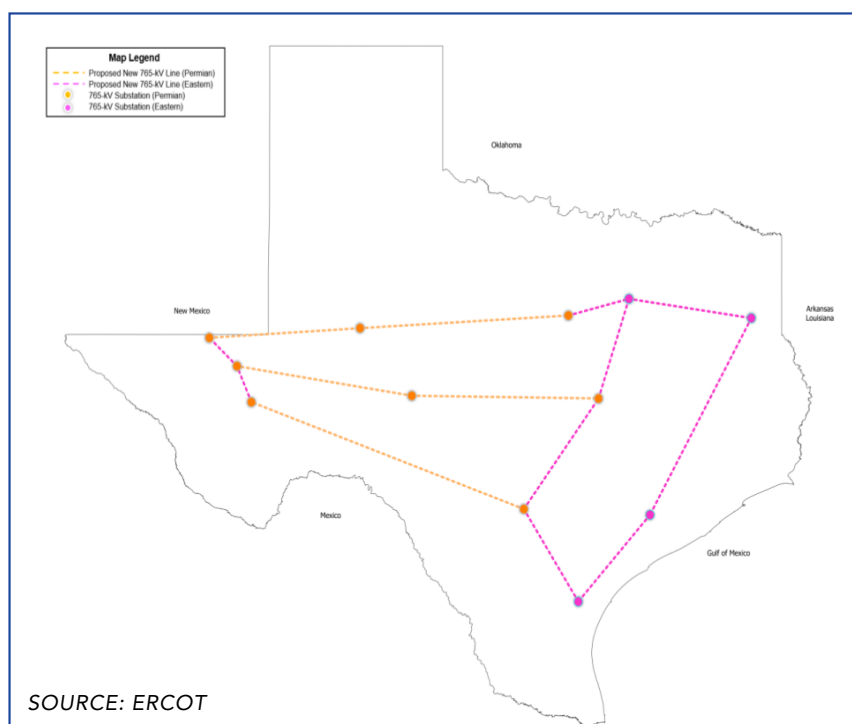 Map Legend
Proposed New 765-kV Line (Permian)
Proposed New 765-kV Line (Eastern)
765-kV Substation (Permian)
765-kV Substation (Eastern)
Oklahoma
New Mexico
Arkansas
Louisiana
Mexico
Gulf of Mexico
SOURCE: ERCOT